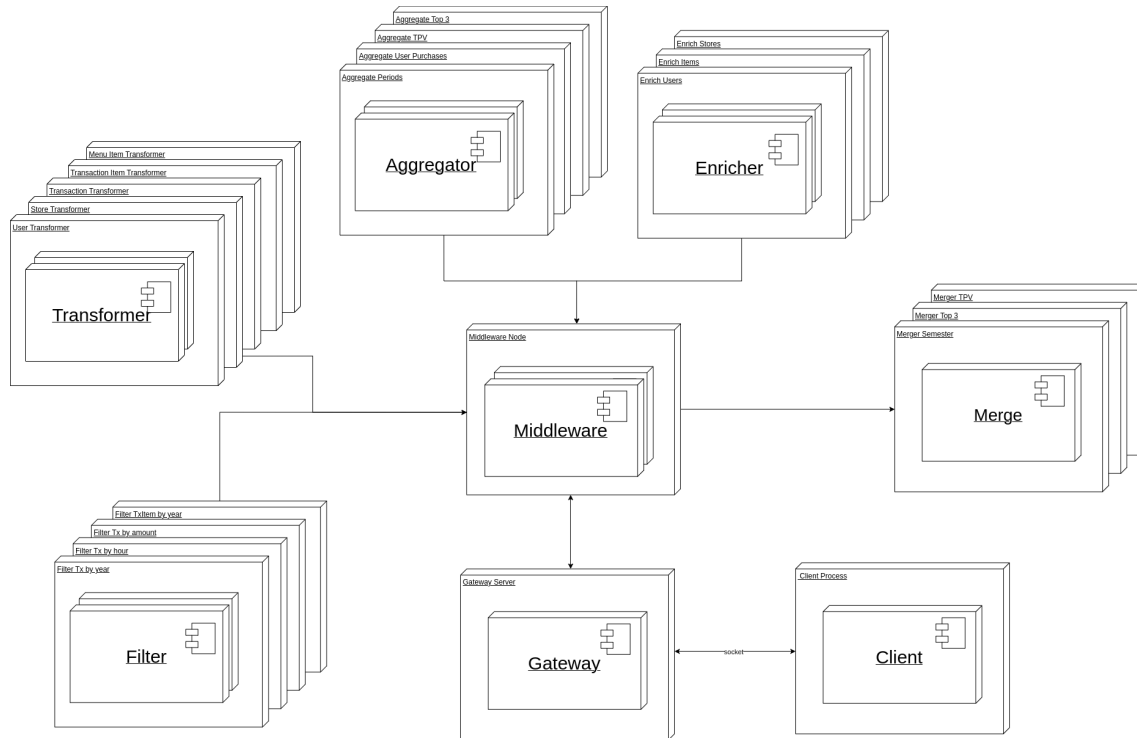 Aggregate Top 3
Aggregate TPV
Aggregate User Purchases
Aggregate Periods
Aggregator
Enrich Stores
Enrich Items
Enrich Users
Enricher
Menu Item Transformer
Transaction Item Transformer
Transaction Transformer
Store Transformer
User Transformer
Transformer
Middleware Node
Middleware
Merger TPV
Merger Top 3
Merger Semester
Merge
Filter TxItem by year
Filter Tx by amount
Filter Tx by hour
Filter Tx by year
Filter
Gateway Server
Gateway
socket
Client Process
Client